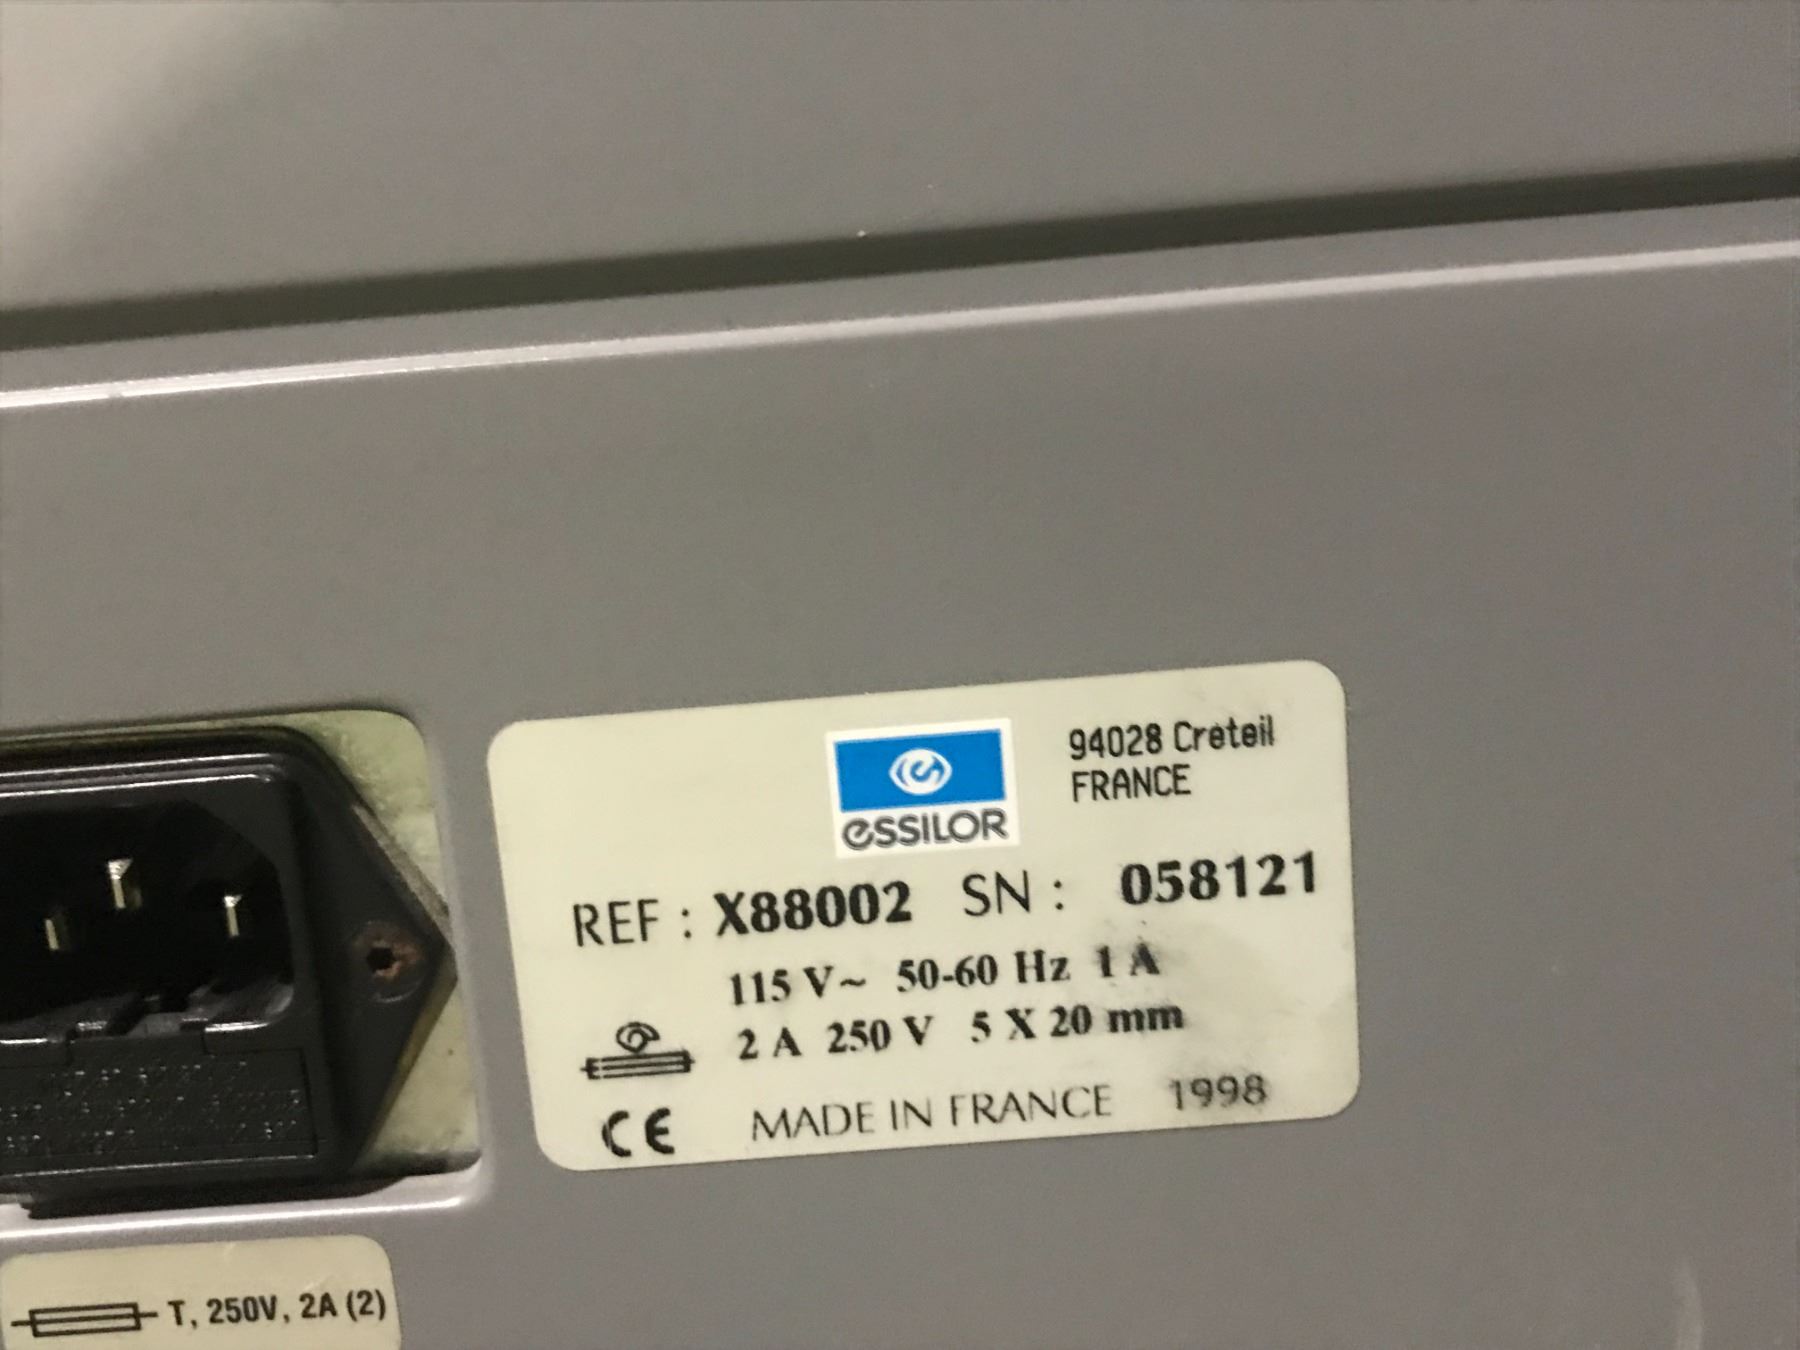 94028 Creteil
FRANCE
essilor
REF : X88002 SN : 058121
115 V~ 50-60 Hz 1 A
2 A 250 V 5 X 20 mm
CE MADE IN FRANCE 1998
T, 250V, 2A (2)